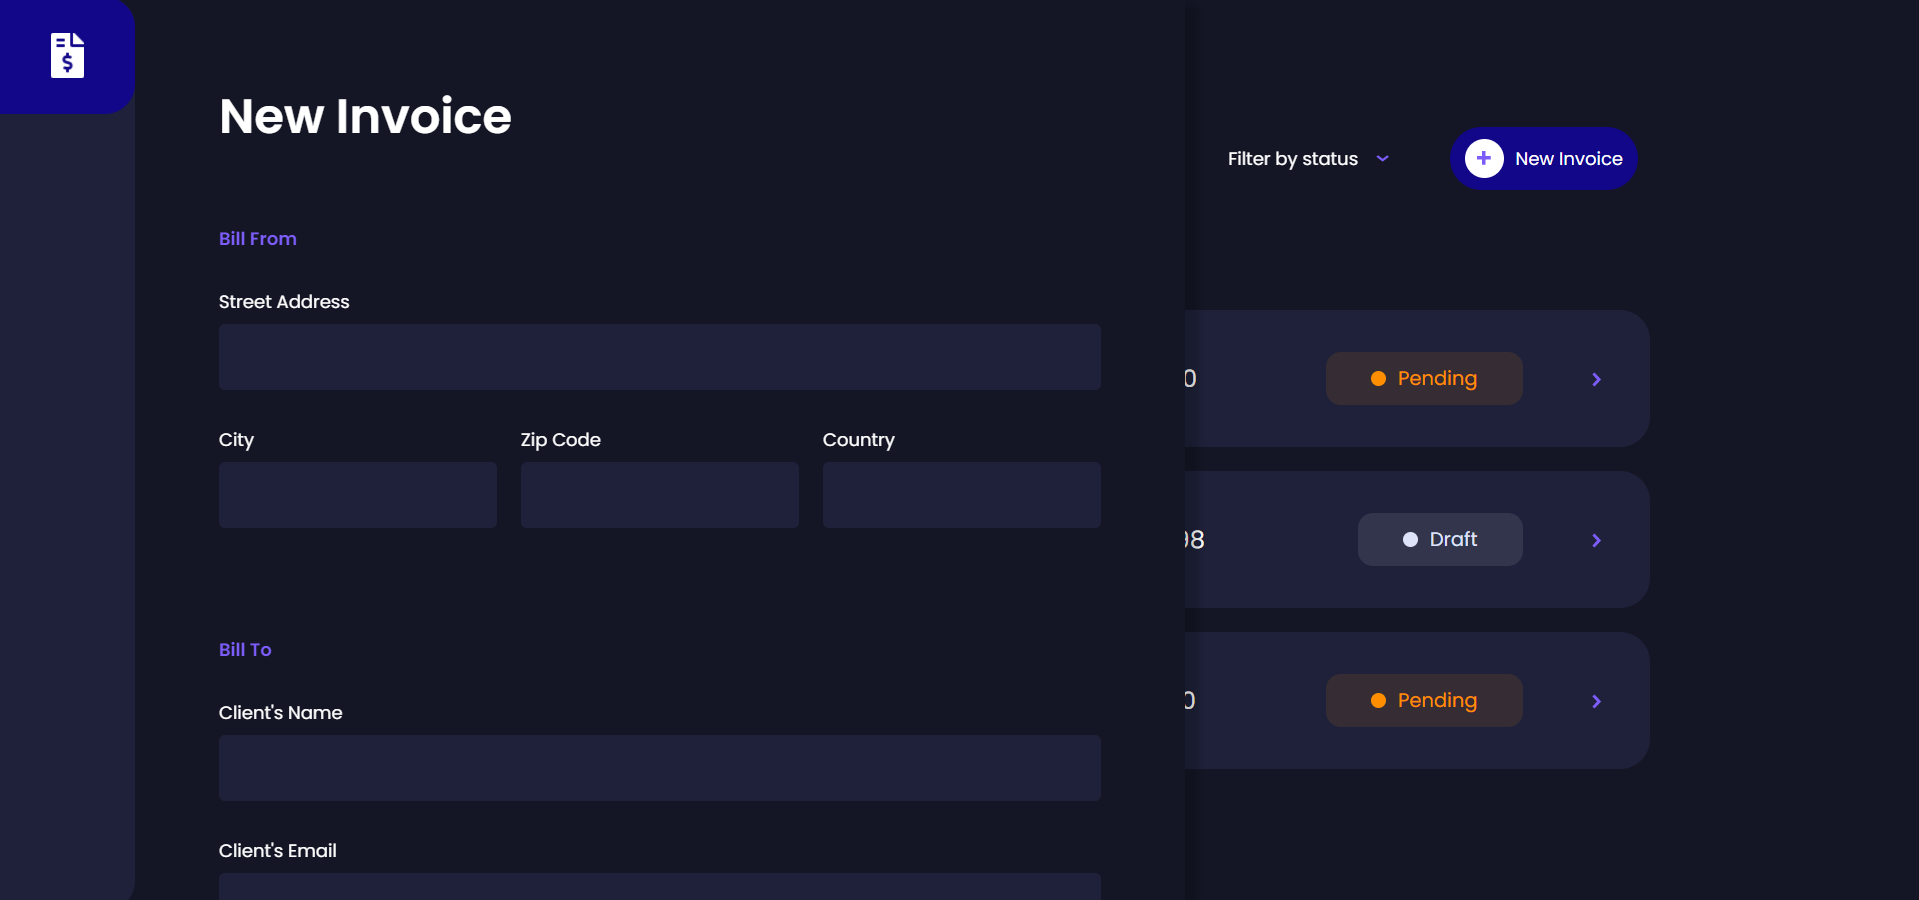 $
New Invoice
Filter by status
New Invoice
Bill From
Street Address
City Zip Code Country
Bill To
Client's Name
Client's Email
0 Pending
98 Draft
0 Pending